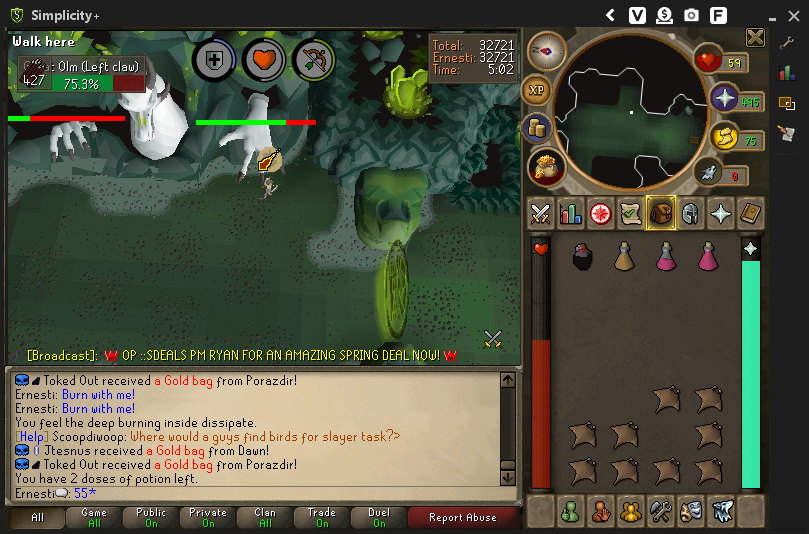 Simplicity+
Walk here
: Olm (Left claw)
427
75.3%
Total: 32721
Ernesti: 32721
Time: 5:02
59
XP
75
0
[Broadcast]: OP ::SDEALS PM RYAN FOR AN AMAZING SPRING DEAL NOW!
Toked Out received a Gold bag from Porazdir!
Ernesti: Burn with me!
Ernesti: Burn with me!
You feel the deep burning inside dissipate.
[Help] Scoopdiwoop: Where would a guys find birds for slayer task?>
Jtesnus received a Gold bag from Dawn!
Toked Out received a Gold bag from Porazdir!
You have 2 doses of potion left.
Ernesti: 55*
All
Game
All
Public
On
Private
On
Clan
All
Trade
On
Duel
On
Report Abuse